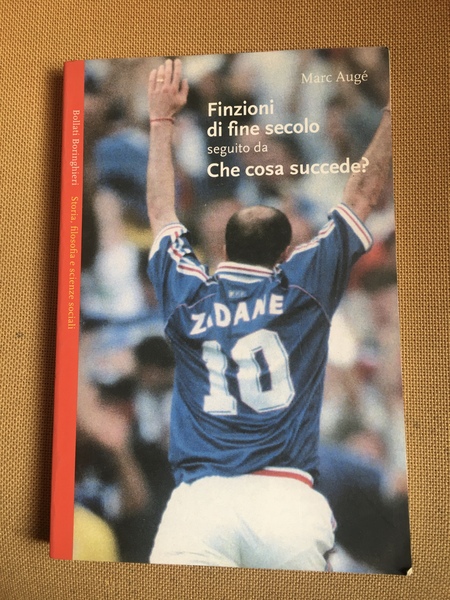 Marc Augé
Finzioni
di fine secolo
seguito da
Che cosa succede?
Bollati Boringhieri Storia, filosofia e scienze sociali
ZIDANE
10